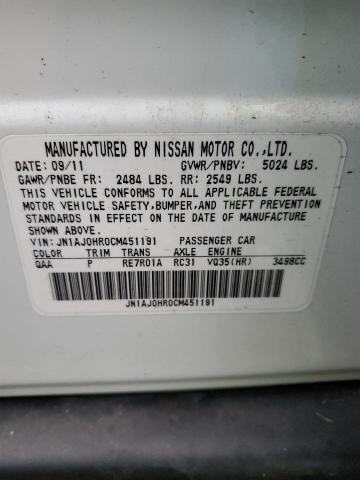 MANUFACTURED BY NISSAN MOTOR CO.,LTD.
DATE: 09/11 GVWR/PNBV: 5024 LBS.
GAWR/PNBE FR: 2484 LBS. RR: 2549 LBS.
THIS VEHICLE CONFORMS TO ALL APPLICABLE FEDERAL
MOTOR VEHICLE SAFETY,BUMPER,AND THEFT PREVENTION
STANDARDS IN EFFECT ON THE DATE OF MANUFACTURE
SHOWN ABOVE.
VIN: JN1AJ0HR0CM451191 PASSENGER CAR
COLOR TRIM TRANS AXLE ENGINE
QAA P RE7R01A RC31 VQ35(HR) 3498CC
JN1AJ0HR0CM451191